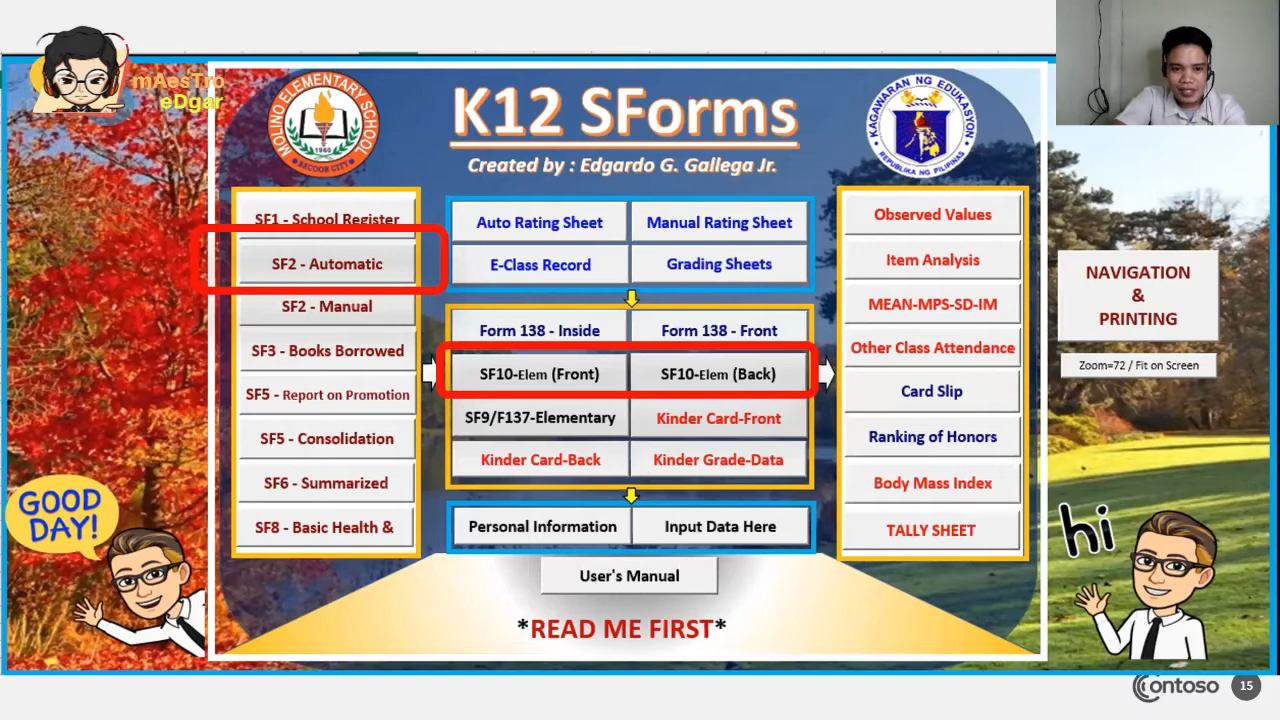 mAesTro
eDgar
MOLINO ELEMENTARY SCHOOL
1960
BACOOR CITY
K12 SForms
Created by : Edgardo G. Gallega Jr.
KAGAWARAN NG EDUKASYON
REPUBLIKA NG PILIPINAS
SF1 - School Register
SF2 - Automatic
SF2 - Manual
SF3 - Books Borrowed
SF5 - Report on Promotion
SF5 - Consolidation
SF6 - Summarized
SF8 - Basic Health &
Auto Rating Sheet
Manual Rating Sheet
E-Class Record
Grading Sheets
Form 138 - Inside
Form 138 - Front
SF10-Elem (Front)
SF10-Elem (Back)
SF9/F137-Elementary
Kinder Card-Front
Kinder Card-Back
Kinder Grade-Data
Personal Information
Input Data Here
User's Manual
*READ ME FIRST*
Observed Values
Item Analysis
MEAN-MPS-SD-IM
Other Class Attendance
Card Slip
Ranking of Honors
Body Mass Index
TALLY SHEET
NAVIGATION
&
PRINTING
Zoom=72 / Fit on Screen
GOOD
DAY!
hi
Contoso
15